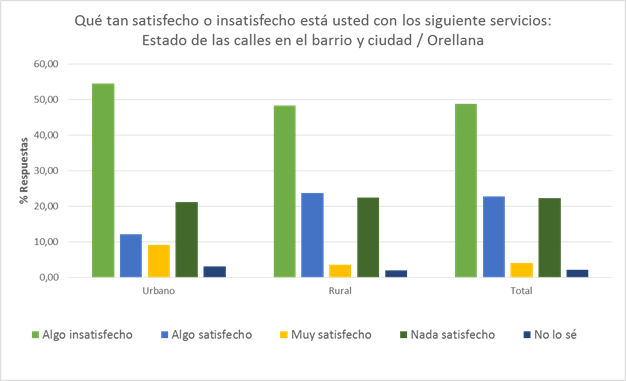 Qué tan satisfecho o insatisfecho está usted con los siguiente servicios:
Estado de las calles en el barrio y ciudad / Orellana
60,00
50,00
40,00
30,00
20,00
10,00
0,00
% Respuestas
Urbano Rural Total
Algo insatisfecho Algo satisfecho Muy satisfecho Nada satisfecho No lo sé